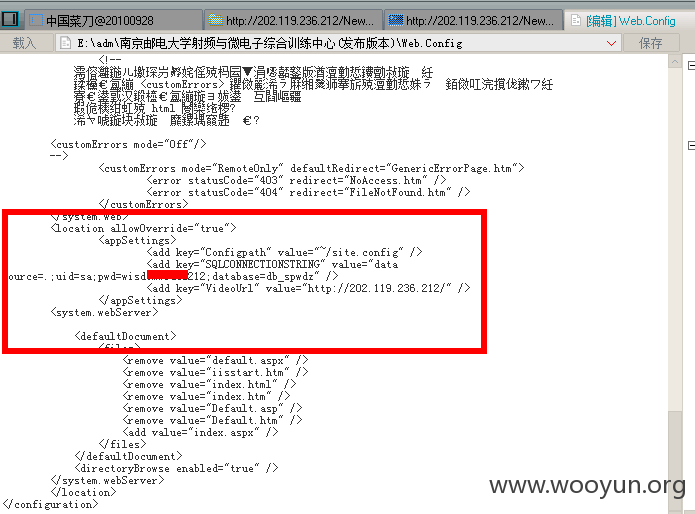 中国菜刀@20100928
http://202.119.236.212/New...
http://202.119.236.212/New...
[编辑] Web.Config
载入
E:\adm\南京邮电大学射频与微电子综合训练中心(发布版本)\Web.Config
保存
<!--
<customErrors>
html
<customErrors mode="Off"/>
-->
<customErrors mode="RemoteOnly" defaultRedirect="GenericErrorPage.htm">
<error statusCode="403" redirect="NoAccess.htm" />
<error statusCode="404" redirect="FileNotFound.htm" />
</customErrors>
</system.web>
<location allowOverride="true">
<appSettings>
<add key="Configpath" value="~/site.config" />
<add key="SQLCONNECTIONSTRING" value="data
ource=.;uid=sa;pwd=wisd 212;database=db_spwdz" />
<add key="VideoUrl" value="http://202.119.236.212/" />
</appSettings>
<system.webServer>
<defaultDocument>
<files>
<remove value="default.aspx" />
<remove value="iisstart.htm" />
<remove value="index.html" />
<remove value="index.htm" />
<remove value="Default.asp" />
<remove value="Default.htm" />
<add value="index.aspx" />
</files>
</defaultDocument>
<directoryBrowse enabled="true" />
</system.webServer>
</location>
</configuration>
www.wooyun.org